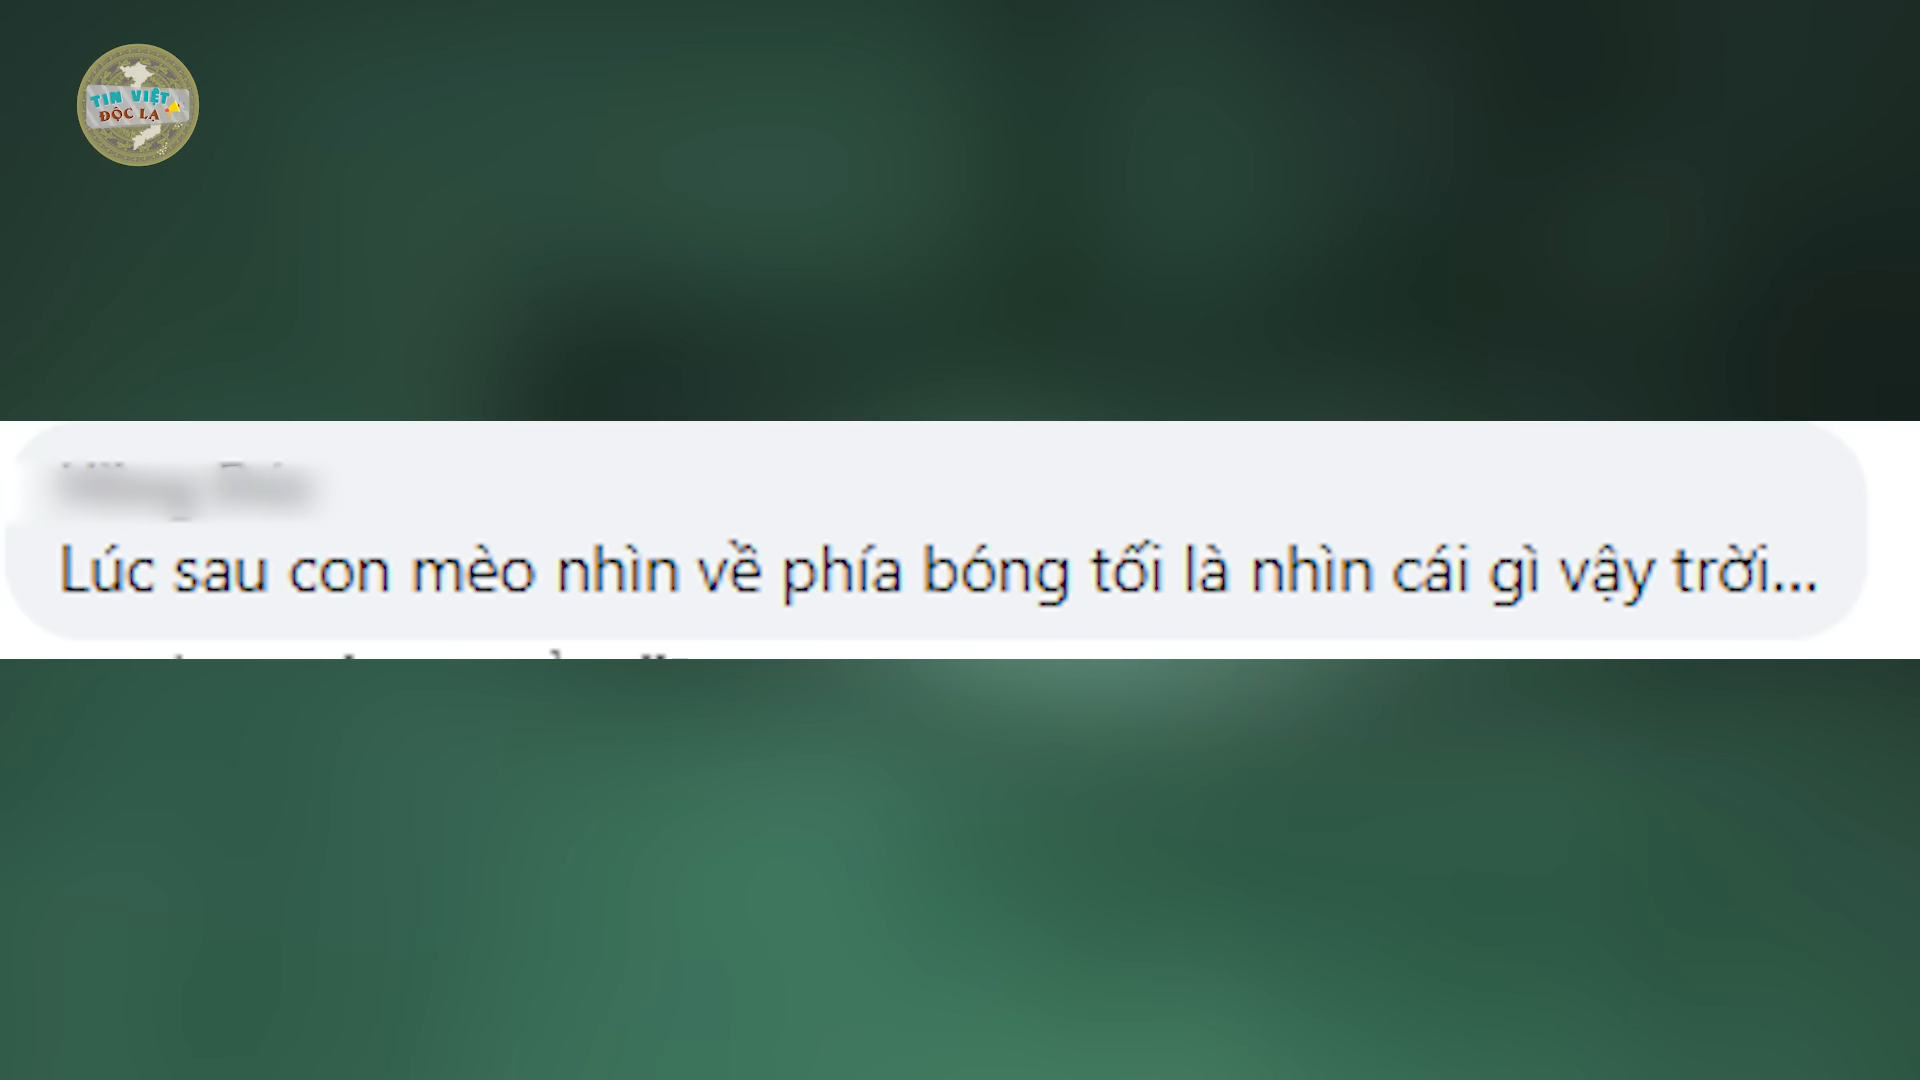 TIN VIỆT
ĐỘC LẠ
Lúc sau con mèo nhìn về phía bóng tối là nhìn cái gì vậy trời...